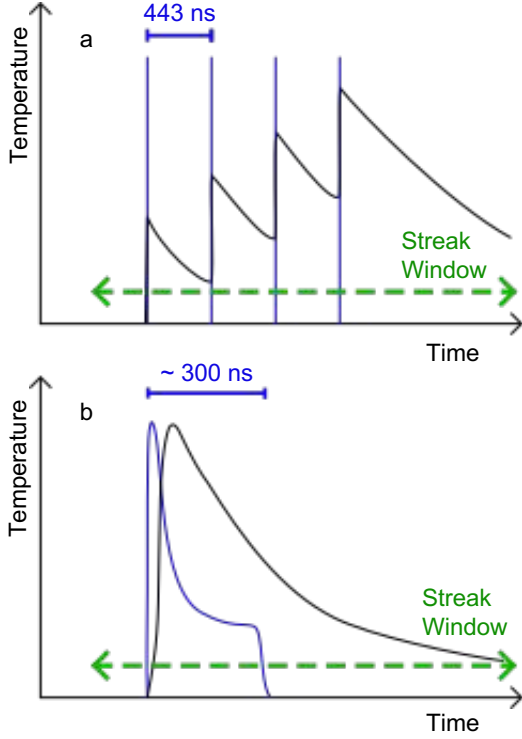 443 ns
a
Temperature
Streak
Window
Time
~ 300 ns
b
Temperature
Streak
Window
Time